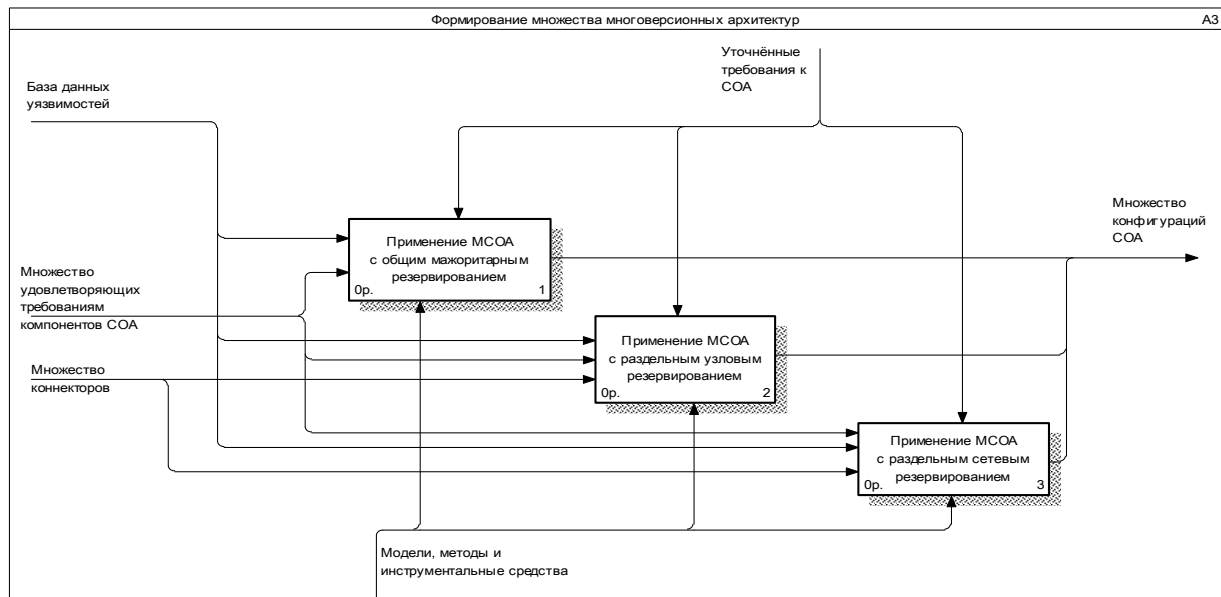 Формирование множества многоверсионных архитектур
A3
Уточнённые
требования к
СОА
База данных
уязвимостей
Множество
конфигураций
СОА
Применение МСОА
с общим мажоритарным
резервированием
0р.
1
Множество
удовлетворяющих
требованиям
компонентов СОА
Применение МСОА
с раздельным узловым
резервированием
0р.
2
Множество
коннекторов
Применение МСОА
с раздельным сетевым
резервированием
0р.
3
Модели, методы и
инструментальные средства